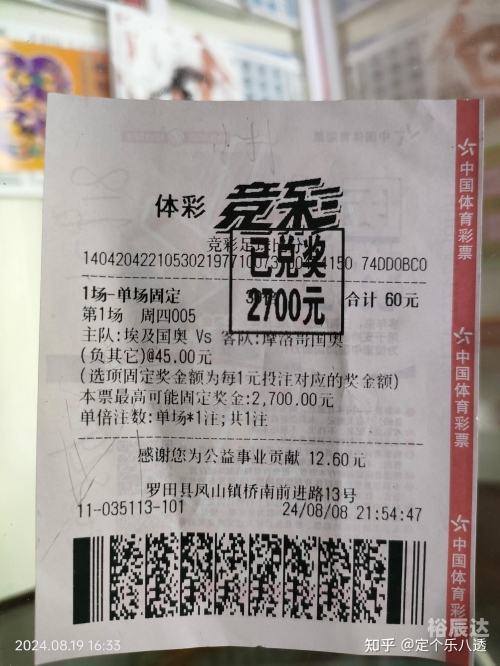 体彩 竞彩
竞彩足球
已兑奖
2700元
74DD0BC0
1场-单场固定
合计 60元
第1场 周四005
主队:埃及国奥 Vs 客队:摩洛哥国奥
(负其它)@45.00元
(选项固定奖金额为每1元投注对应的奖金额)
本票最高可能固定奖金:2,700.00元
单倍注数:单场*1注;共1注
感谢您为公益事业贡献 12.60元
罗田县凤山镇桥南前进路13号
11-035113-101 24/08/08 21:54:47
中国体育彩票
中国体育彩票
中国体育彩票
裕辰达
2024.08.19 16:33
知乎 @定个乐八透